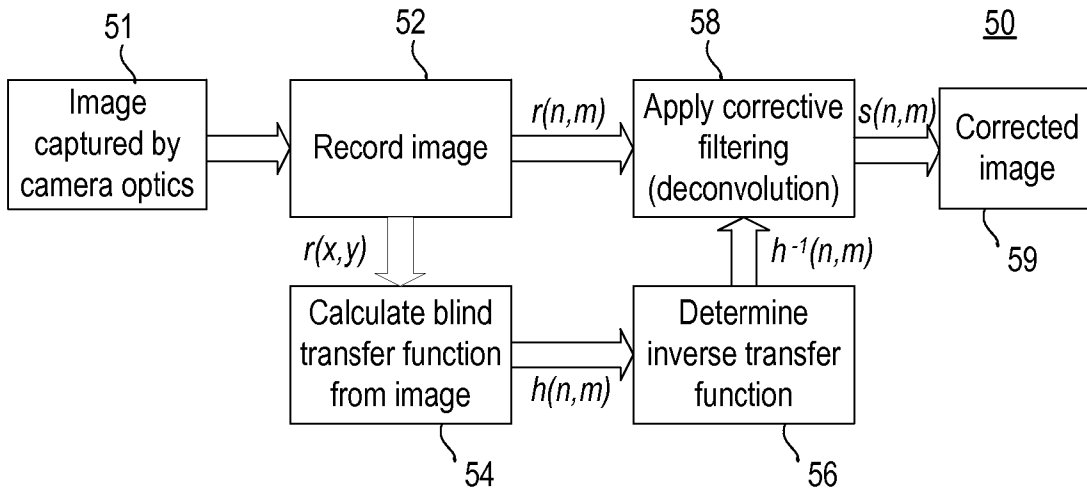 51
52
58
50
Image
captured by
camera optics
Record image
r(n,m)
Apply corrective
filtering
(deconvolution)
s(n,m)
Corrected
image
r(x,y)
h⁻¹(n,m)
59
Calculate blind
transfer function
from image
h(n,m)
Determine
inverse transfer
function
54
56